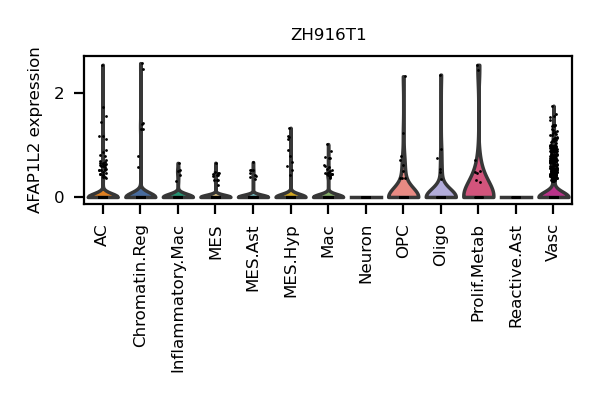 ZH916T1
AFAP1L2 expression
2
0
AC
Chromatin.Reg
Inflammatory.Mac
MES
MES.Ast
MES.Hyp
Mac
Neuron
OPC
Oligo
Prolif.Metab
Reactive.Ast
Vasc